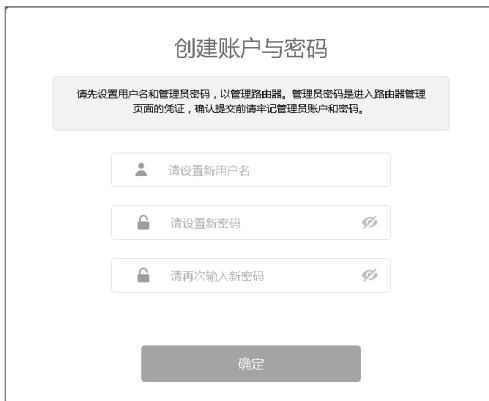 创建账户与密码
请先设置用户名和管理员密码，以管理路由器。管理员密码是进入路由器管理
页面的凭证，确认提交前请牢记管理员账户和密码。
请设置新用户名
请设置新密码
请再次输入新密码
确定